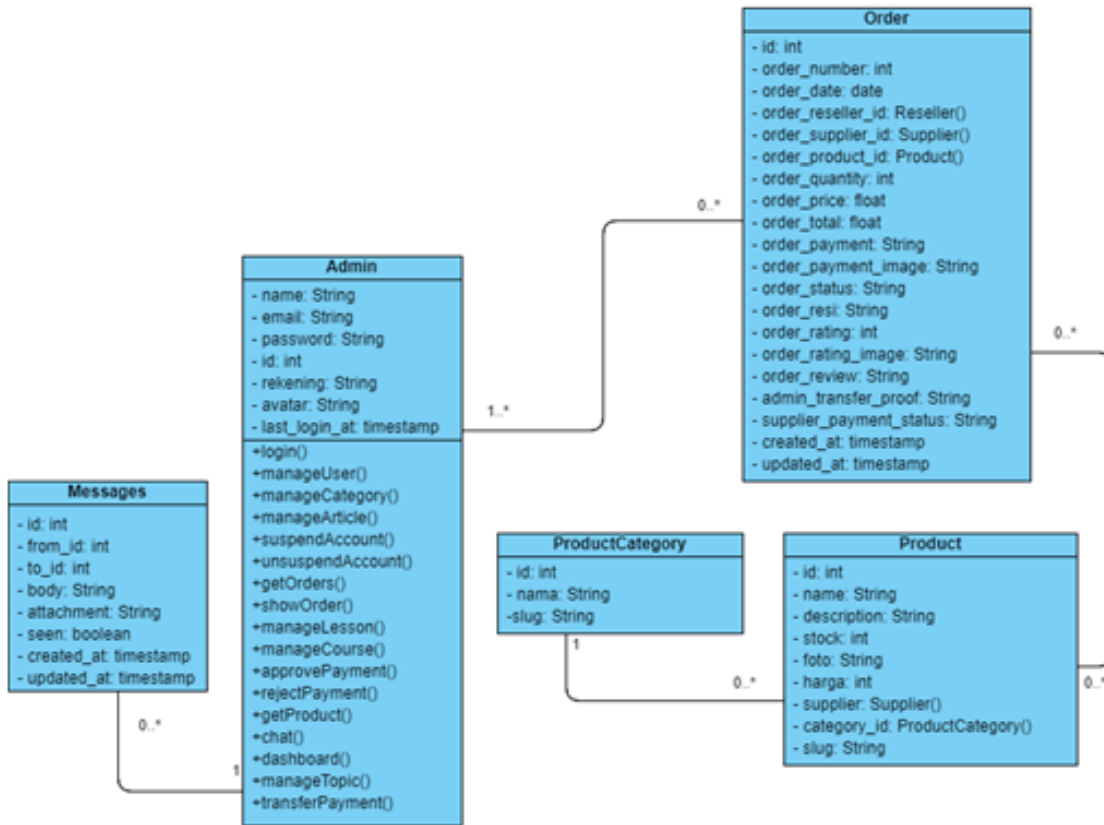 Order
- id: int
- order_number: int
- order_date: date
- order_reseller_id: Reseller()
- order_supplier_id: Supplier()
- order_product_id: Product()
- order_quantity: int
- order_price: float
- order_total: float
- order_payment: String
- order_payment_image: String
- order_status: String
- order_resi: String
- order_rating: int
- order_rating_image: String
- order_review: String
- admin_transfer_proof: String
- supplier_payment_status: String
- created_at: timestamp
- updated_at: timestamp
0..*
0..*
Admin
- name: String
- email: String
- password: String
- id: int
- rekening: String
- avatar: String
- last_login_at: timestamp
+login()
+manageUser()
+manageCategory()
+manageArticle()
+suspendAccount()
+unsuspendAccount()
+getOrders()
+showOrder()
+manageLesson()
+manageCourse()
+approvePayment()
+rejectPayment()
+getProduct()
+chat()
+dashboard()
+manageTopic()
+transferPayment()
1..*
Messages
- id: int
- from_id: int
- to_id: int
- body: String
- attachment: String
- seen: boolean
- created_at: timestamp
- updated_at: timestamp
0..*
1
ProductCategory
- id: int
- nama: String
-slug: String
1
0..*
Product
- id: int
- name: String
- description: String
- stock: int
- foto: String
- harga: int
- supplier: Supplier()
- category_id: ProductCategory()
- slug: String
0..*